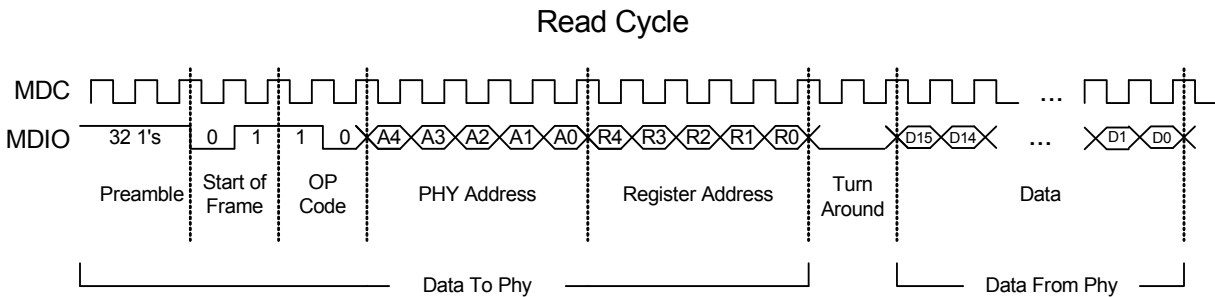 Read Cycle
MDC
...
MDIO 32 1's 0 1 1 0 A4 A3 A2 A1 A0 R4 R3 R2 R1 R0 D15 D14 ... D1 D0
Preamble Start of Frame OP Code PHY Address Register Address Turn Around Data
Data To Phy Data From Phy